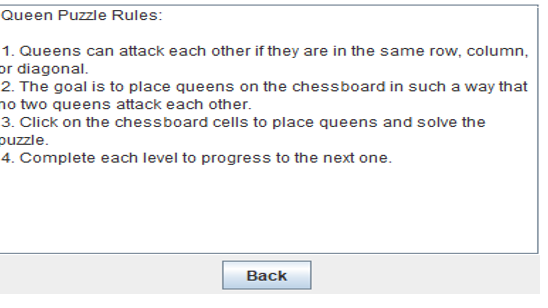 Queen Puzzle Rules:
1. Queens can attack each other if they are in the same row, column,
or diagonal.
2. The goal is to place queens on the chessboard in such a way that
no two queens attack each other.
3. Click on the chessboard cells to place queens and solve the
puzzle.
4. Complete each level to progress to the next one.
Back